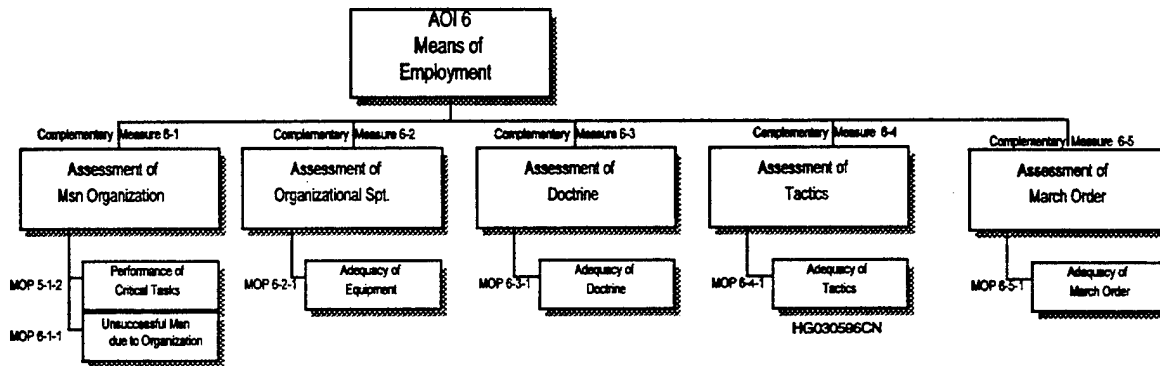 AOI 6
Means of
Employment
Complementary Measure 6-1
Assessment of
Msn Organization
MOP 5-1-2
Performance of
Critical Tasks
MOP 6-1-1
Unsuccessful Msn
due to Organization
Complementary Measure 6-2
Assessment of
Organizational Spt.
MOP 6-2-1
Adequacy of
Equipment
Complementary Measure 6-3
Assessment of
Doctrine
MOP 6-3-1
Adequacy of
Doctrine
Complementary Measure 6-4
Assessment of
Tactics
MOP 6-4-1
Adequacy of
Tactics
HG030596CN
Complementary Measure 6-5
Assessment of
March Order
MOP 6-5-1
Adequacy of
March Order